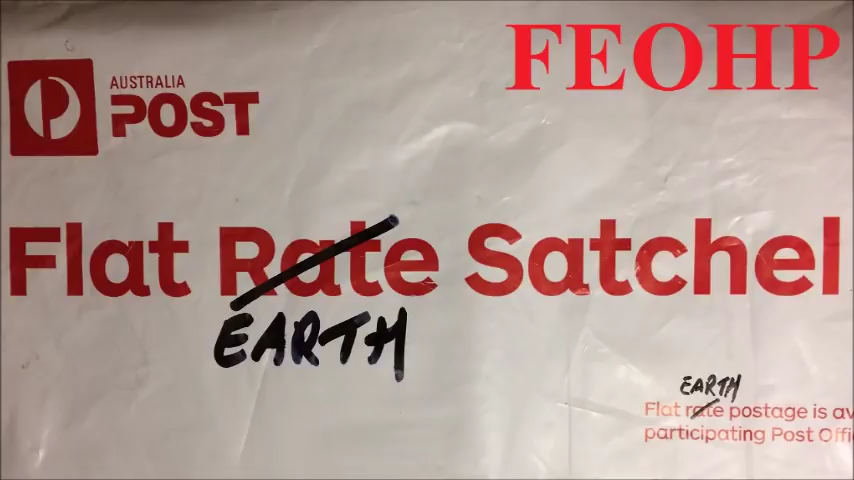 FEOHP
AUSTRALIA
POST
Flat Rate Satchel
EARTH
EARTH
Flat rate postage is av
participating Post Offi